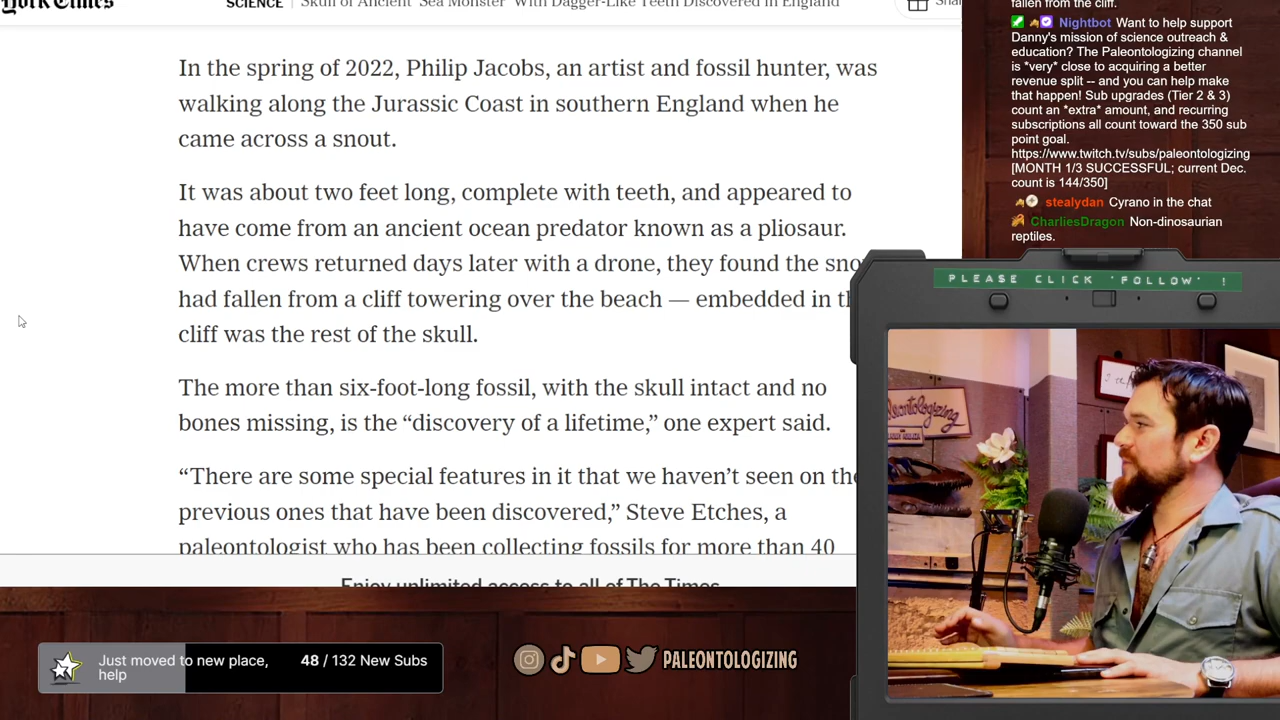 York Times
SCIENCE | Skull of Ancient 'Sea Monster' With Dagger-Like Teeth Discovered in England
In the spring of 2022, Philip Jacobs, an artist and fossil hunter, was
walking along the Jurassic Coast in southern England when he
came across a snout.
It was about two feet long, complete with teeth, and appeared to
have come from an ancient ocean predator known as a pliosaur.
When crews returned days later with a drone, they found the sno
had fallen from a cliff towering over the beach — embedded in th
cliff was the rest of the skull.
The more than six-foot-long fossil, with the skull intact and no
bones missing, is the “discovery of a lifetime,” one expert said.
“There are some special features in it that we haven’t seen on the
previous ones that have been discovered,” Steve Etches, a
paleontologist who has been collecting fossils for more than 40
Enjoy unlimited access to all of The Times.
fallen from the cliff.
Nightbot Want to help support
Danny's mission of science outreach &
education? The Paleontologizing channel
is *very* close to acquiring a better
revenue split -- and you can help make
that happen! Sub upgrades (Tier 2 & 3)
count an *extra* amount, and recurring
subscriptions all count toward the 350 sub
point goal.
https://www.twitch.tv/subs/paleontologizing
[MONTH 1/3 SUCCESSFUL; current Dec.
count is 144/350]
stealydan Cyrano in the chat
CharliesDragon Non-dinosaurian
reptiles.
PLEASE CLICK 'FOLLOW' !
Paleontologizing
Just moved to new place,
help
48 / 132 New Subs
PALEONTOLOGIZING